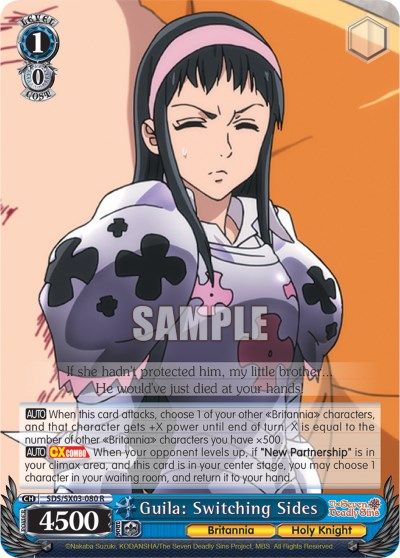 LEVEL
1
0
COST
SAMPLE
If she hadn't protected him, my little brother...
He would've just died at your hands!
AUTO When this card attacks, choose 1 of your other «Britannia» characters,
and that character gets +X power until end of turn. X is equal to the
number of other «Britannia» characters you have ×500.
AUTO CX COMBO When your opponent levels up, if "New Partnership" is in
your climax area, and this card is in your center stage, you may choose 1
character in your waiting room, and return it to your hand.
CH SDS/SX03-080 R
4500
Guila: Switching Sides
The Seven Deadly Sins
Britannia Holy Knight
©Nakaba Suzuki, KODANSHA/The Seven Deadly Sins Project, MBS. All Rights Reserved.